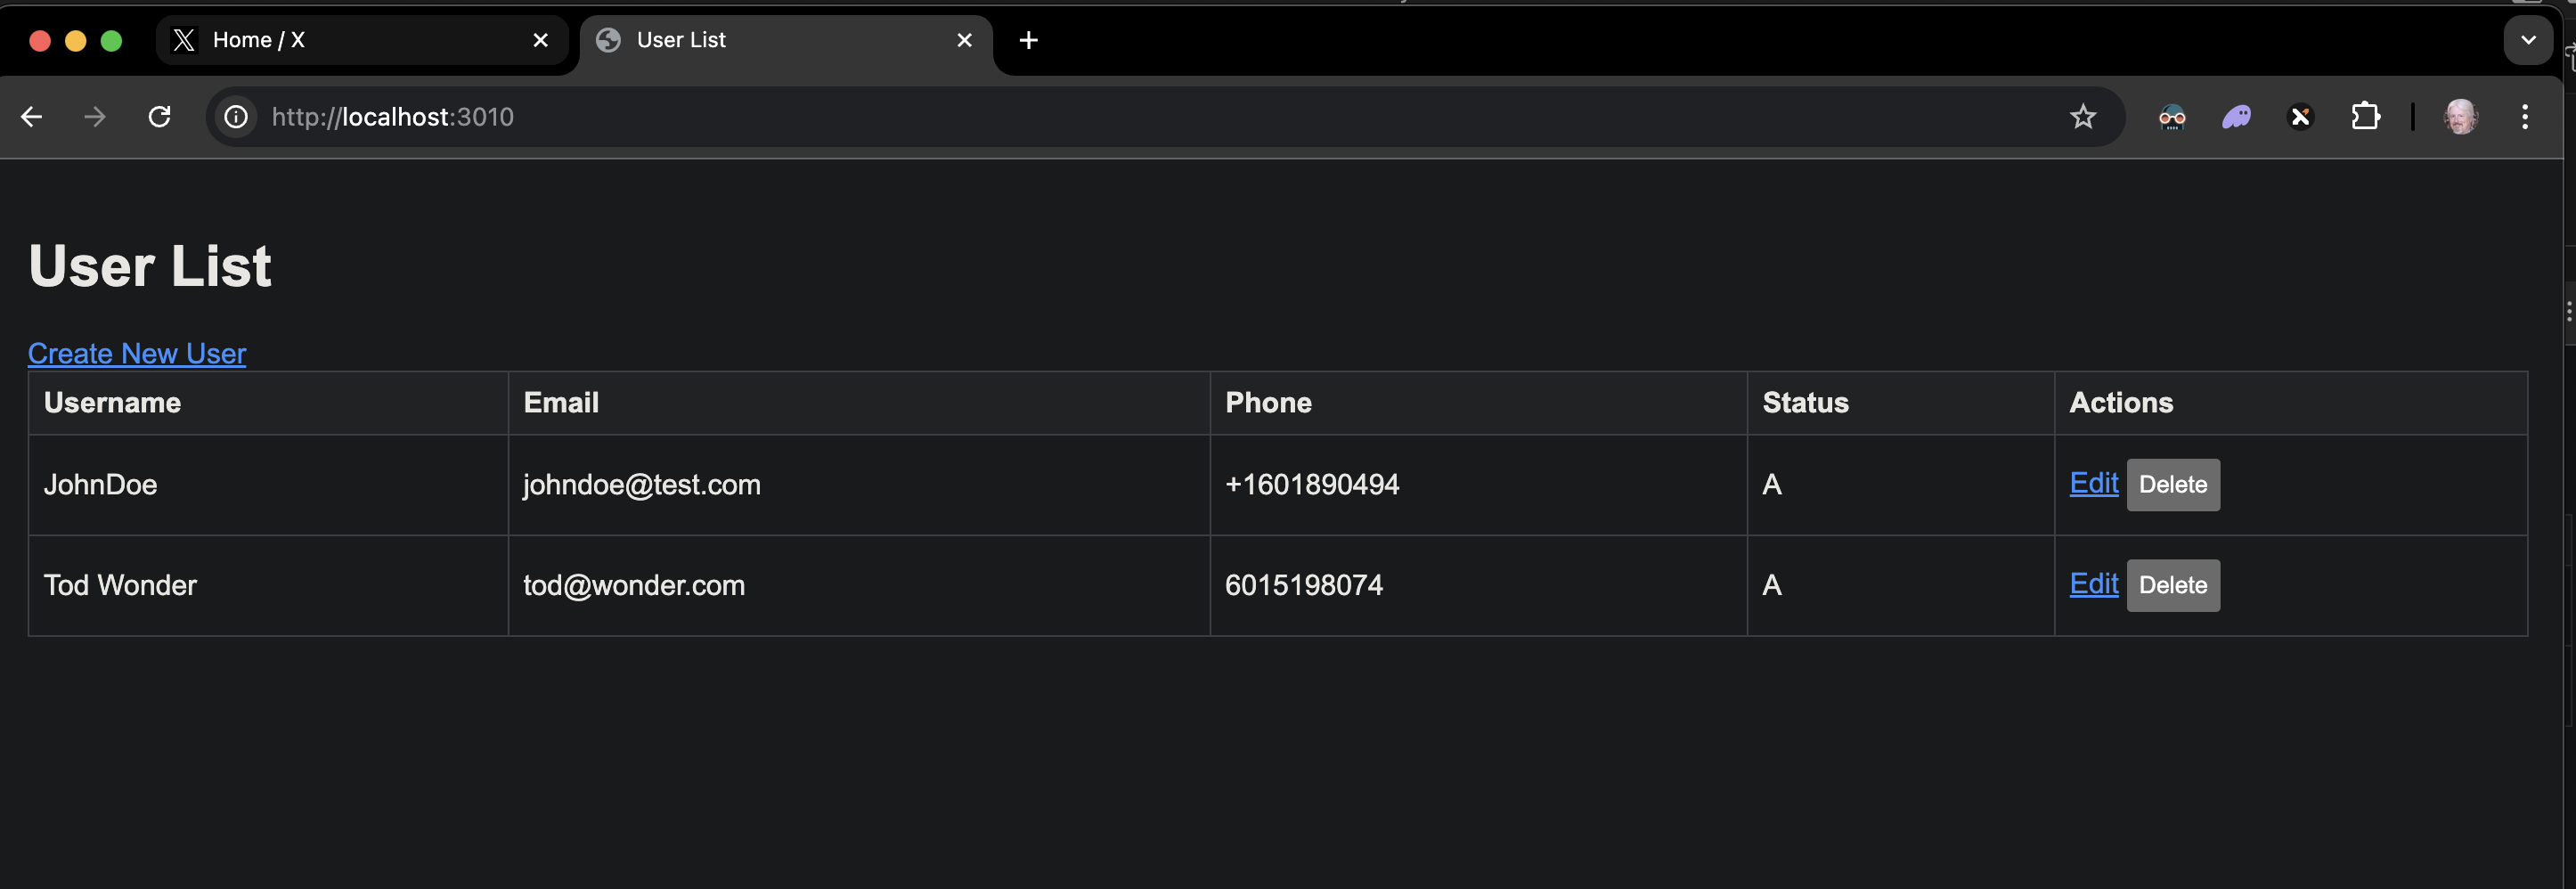 Home / X
User List
http://localhost:3010
User List
Create New User
Username Email Phone Status Actions
JohnDoe johndoe@test.com +1601890494 A Edit Delete
Tod Wonder tod@wonder.com 6015198074 A Edit Delete